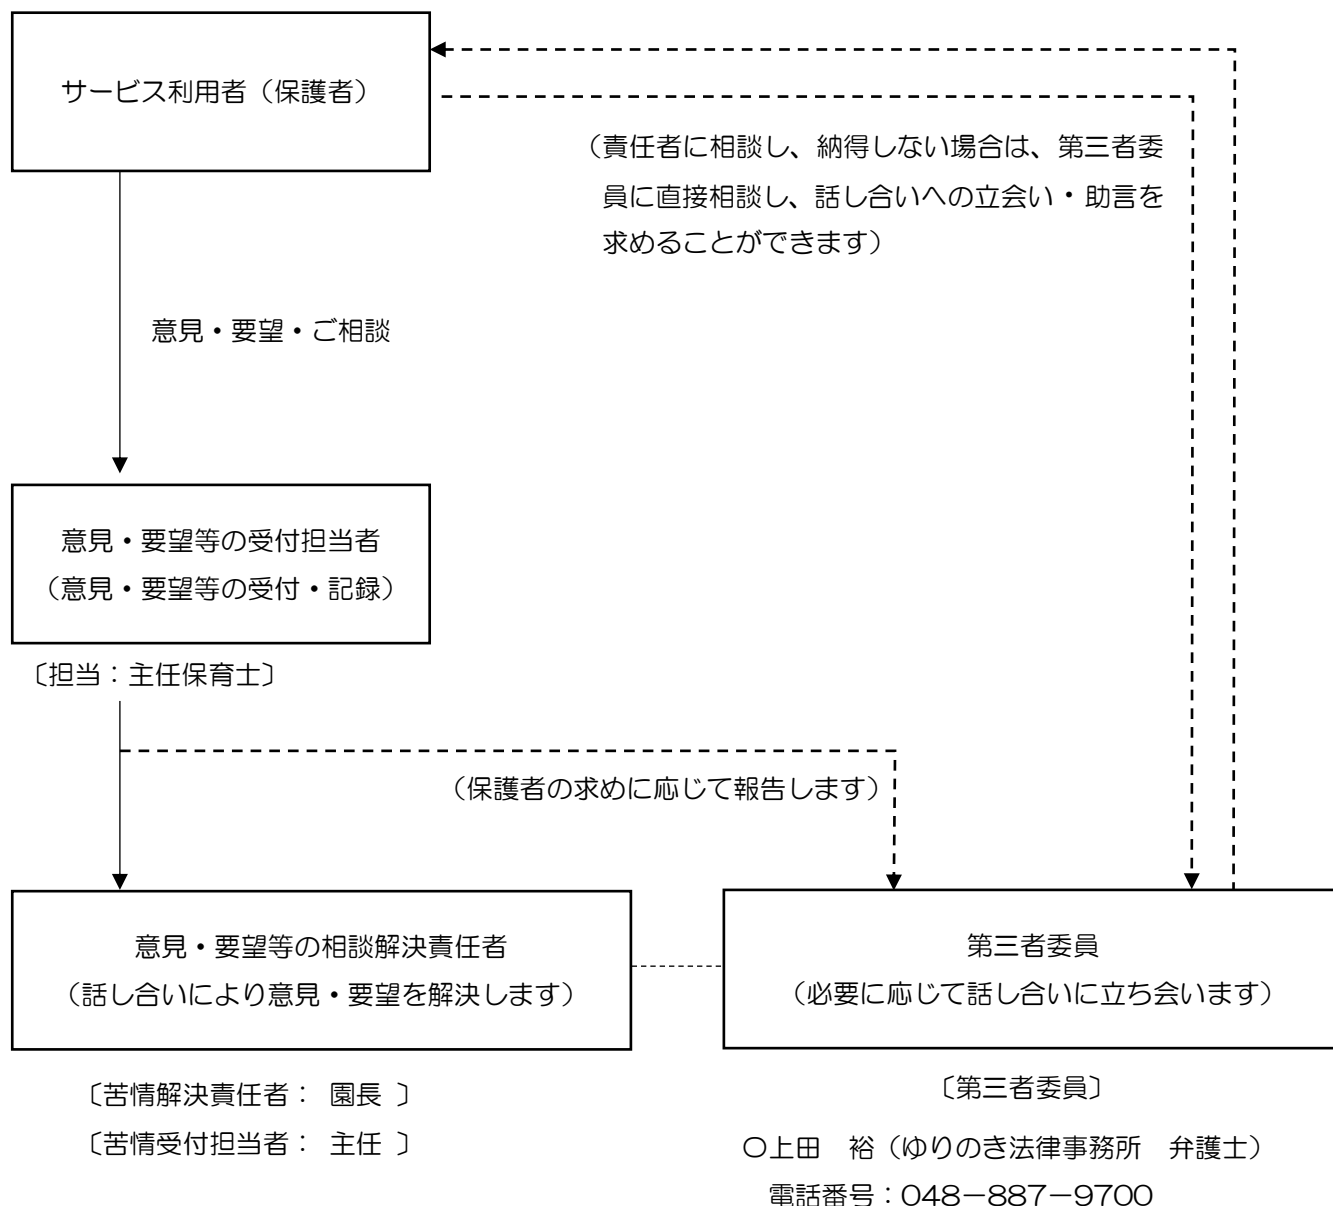 サービス利用者（保護者）
（責任者に相談し、納得しない場合は、第三者委
員に直接相談し、話し合いへの立会い・助言を
求めることができます）
意見・要望・ご相談
意見・要望等の受付担当者
（意見・要望等の受付・記録）
〔担当：主任保育士〕
（保護者の求めに応じて報告します）
意見・要望等の相談解決責任者
（話し合いにより意見・要望を解決します）
第三者委員
（必要に応じて話し合いに立ち会います）
〔苦情解決責任者： 園長 〕
〔苦情受付担当者： 主任 〕
〔第三者委員〕
〇上田　裕（ゆりのき法律事務所　弁護士）
電話番号：048－887－9700